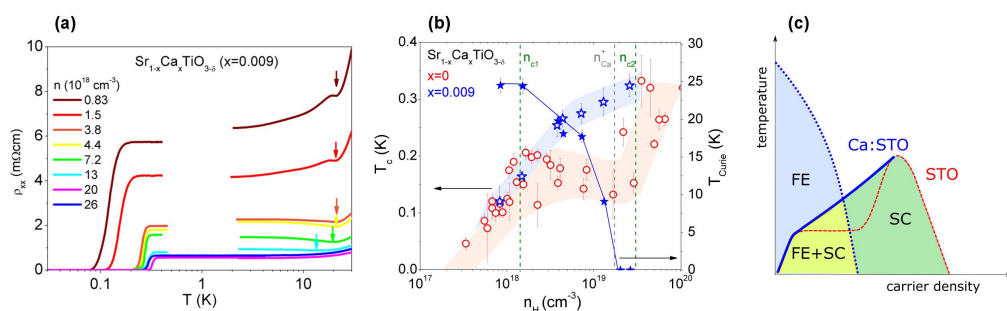 (a)
Sr1-xCaxTiO3-δ (x=0.009)
n (10^18 cm^-3)
0.83
1.5
3.8
4.4
7.2
13
20
26
ρxx (mΩcm)
10
8
6
4
2
0
0.1
1
10
T (K)
(b)
Sr1-xCaxTiO3-δ
x=0
x=0.009
nc1
n*Ca
nc2
Tc (K)
0.4
0.3
0.2
0.1
0.0
TCurie (K)
30
25
20
15
10
5
0
10^17
10^18
10^19
10^20
nH (cm^-3)
(c)
temperature
FE
Ca:STO
STO
SC
FE+SC
carrier density